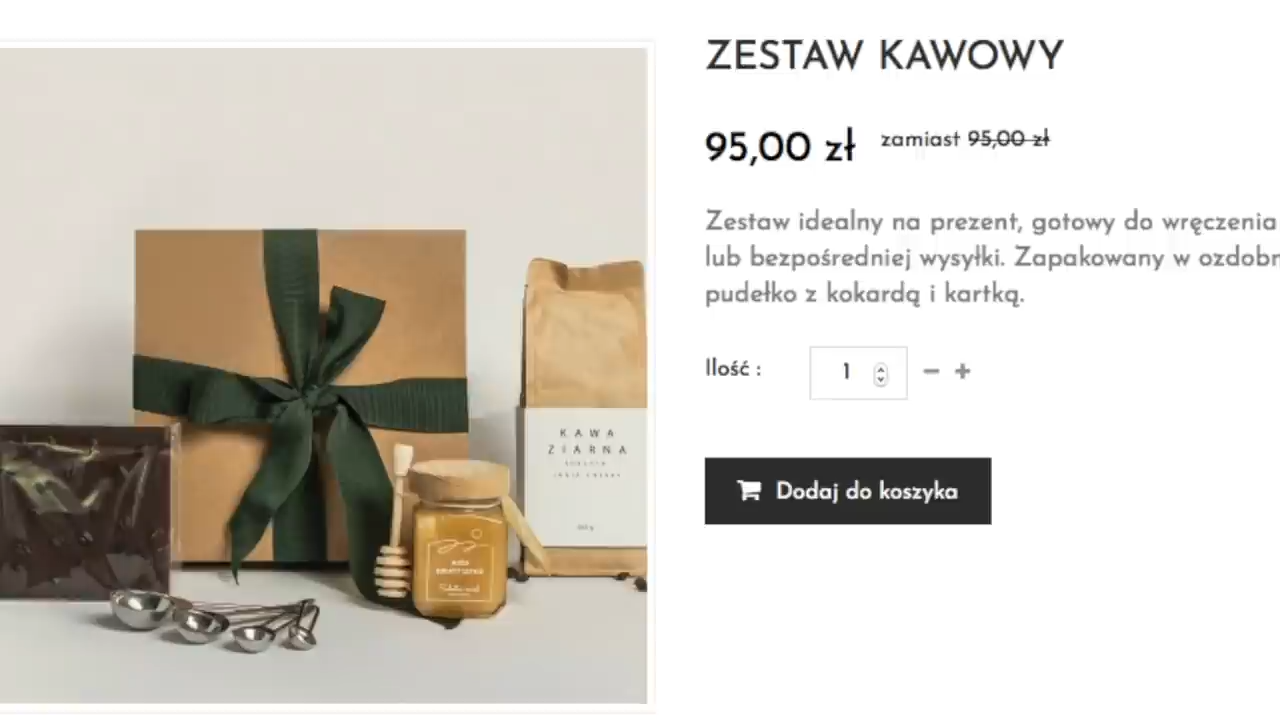 ZESTAW KAWOWY
95,00 zł zamiast 95,00 zł
Zestaw idealny na prezent, gotowy do wręczenia
lub bezpośredniej wysyłki. Zapakowany w ozdobn
pudełko z kokardą i kartką.
Ilość : 1
Dodaj do koszyka
KAWA
ZIARNA